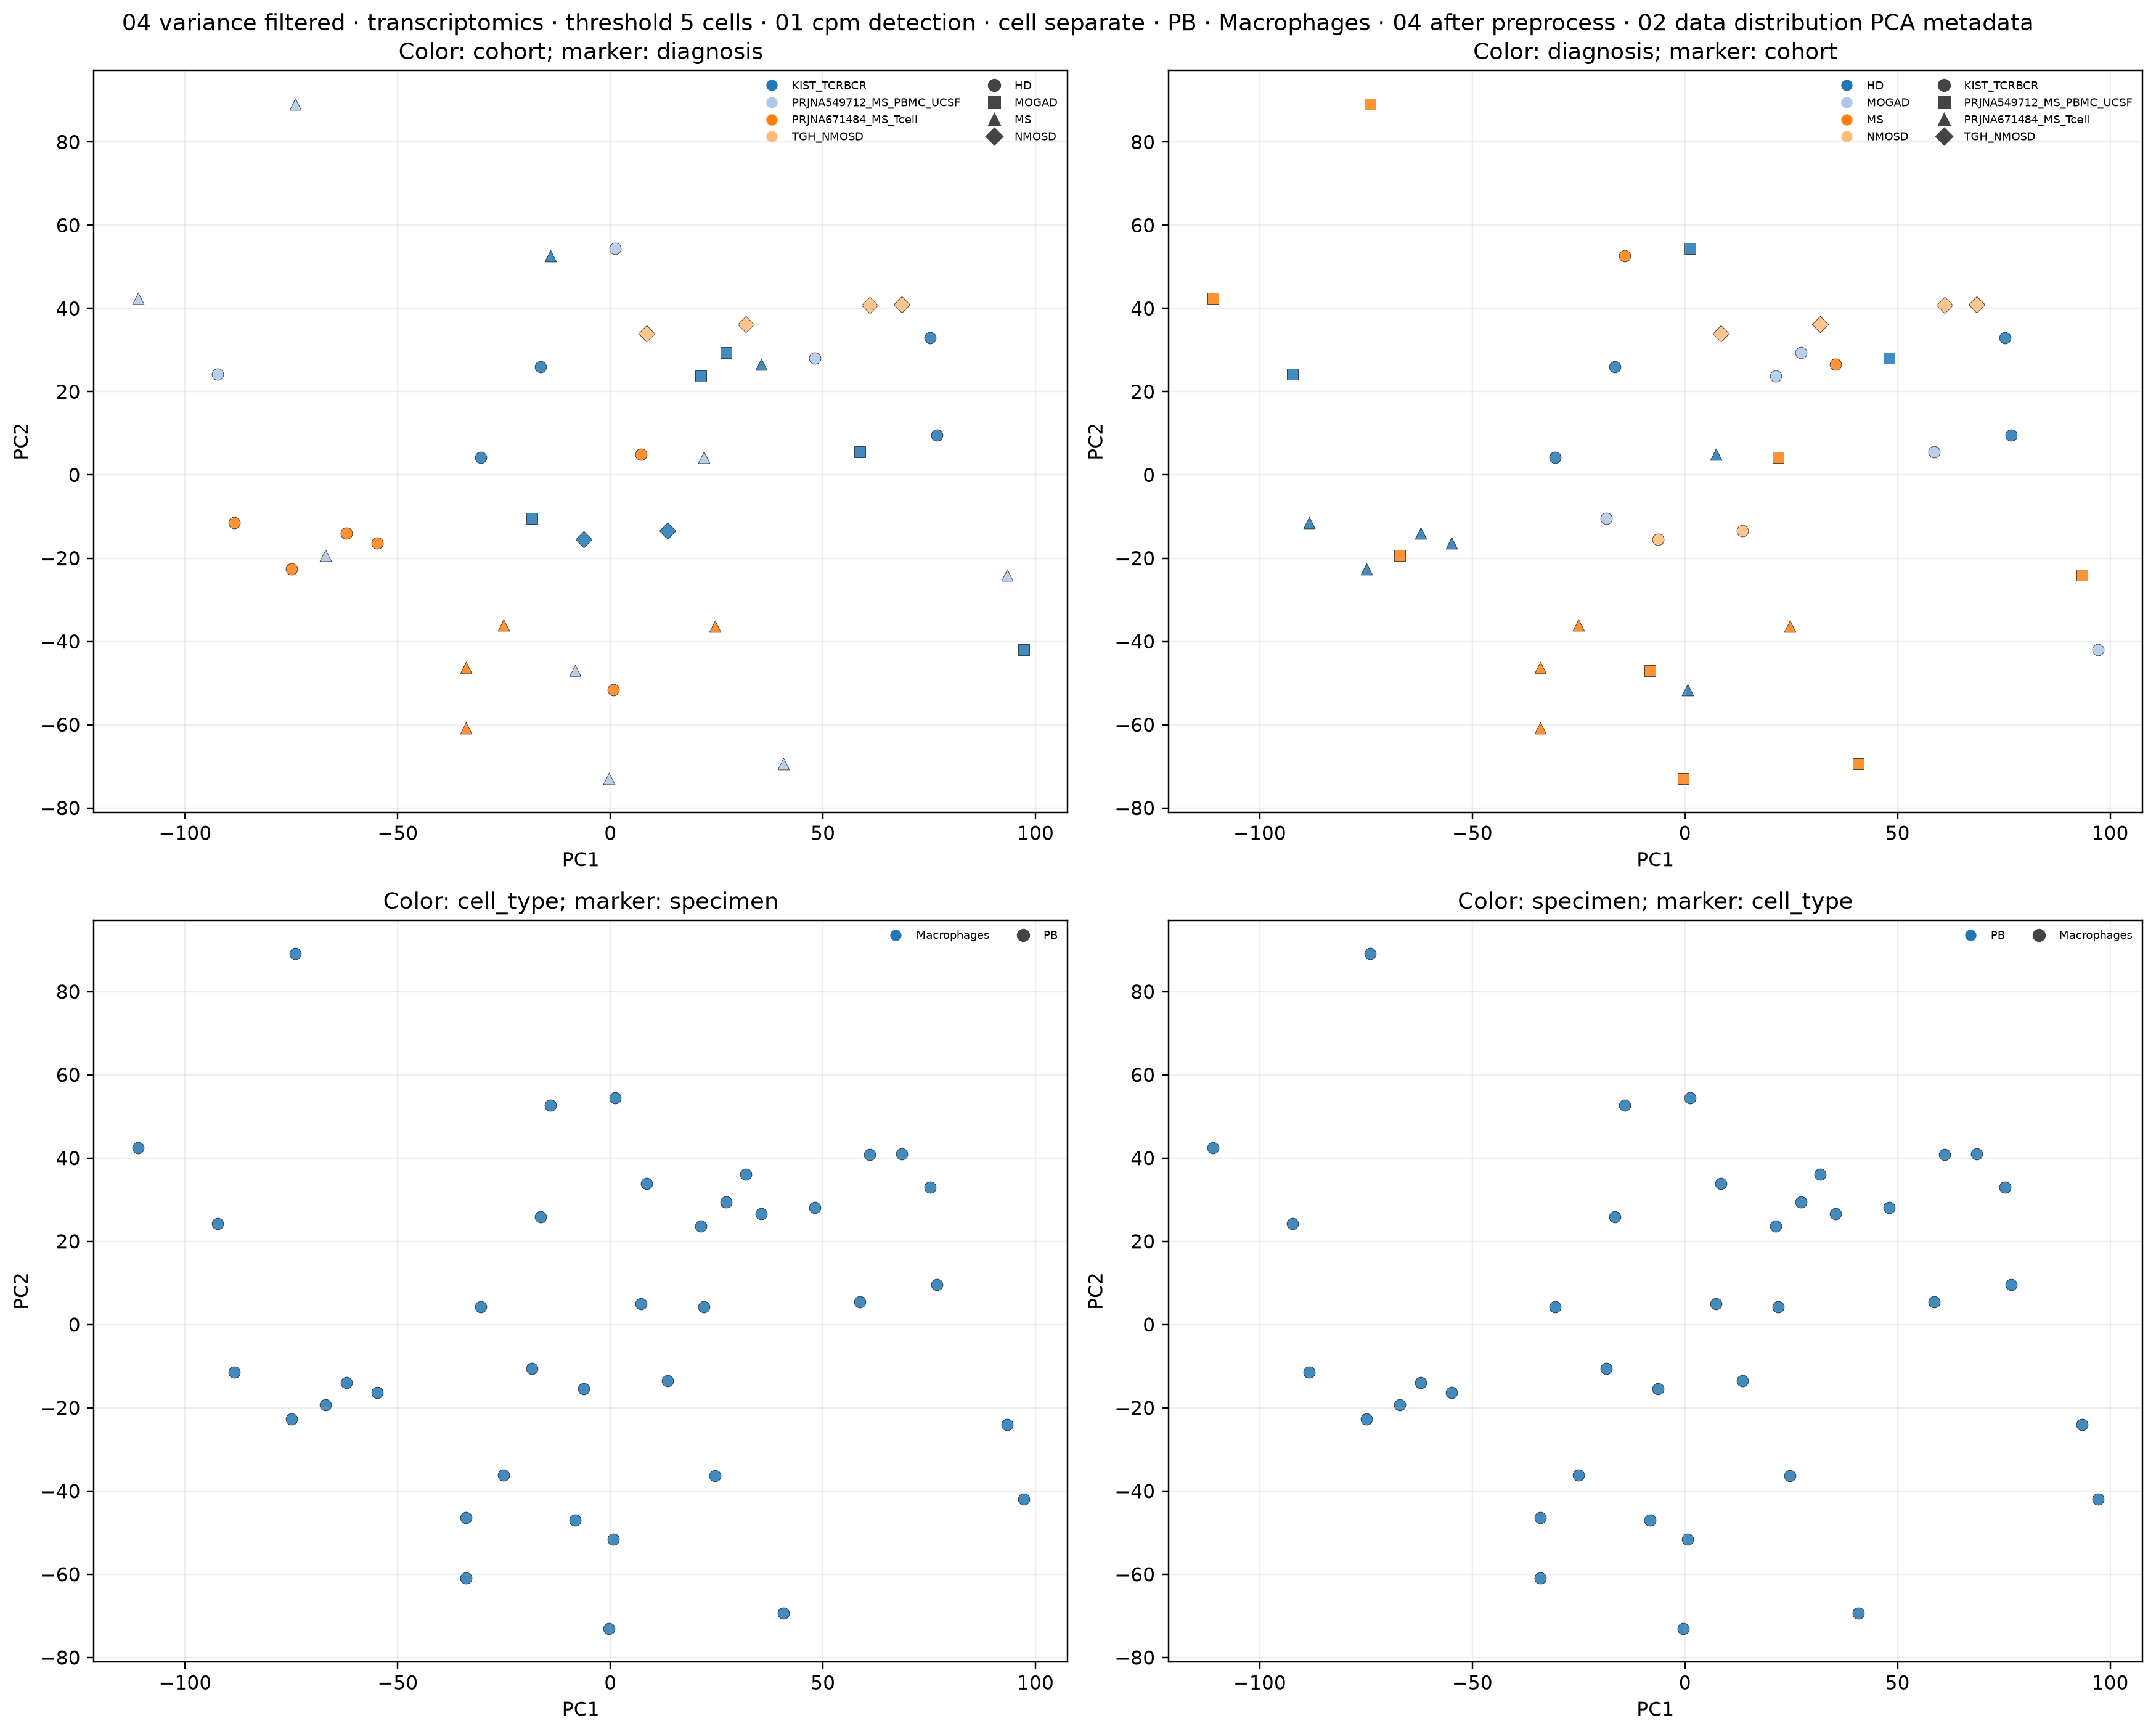 04 variance filtered · transcriptomics · threshold 5 cells · 01 cpm detection · cell separate · PB · Macrophages · 04 after preprocess · 02 data distribution PCA metadata
Color: cohort; marker: diagnosis
KIST_TCRBCR
PRJNA549712_MS_PBMC_UCSF
PRJNA671484_MS_Tcell
TGH_NMOSD
HD
MOGAD
MS
NMOSD
80
60
40
20
0
−20
−40
−60
−80
PC2
−100
−50
0
50
100
PC1
Color: diagnosis; marker: cohort
HD
MOGAD
MS
NMOSD
KIST_TCRBCR
PRJNA549712_MS_PBMC_UCSF
PRJNA671484_MS_Tcell
TGH_NMOSD
80
60
40
20
0
−20
−40
−60
−80
PC2
−100
−50
0
50
100
PC1
Color: cell_type; marker: specimen
Macrophages
PB
80
60
40
20
0
−20
−40
−60
−80
PC2
−100
−50
0
50
100
PC1
Color: specimen; marker: cell_type
PB
Macrophages
80
60
40
20
0
−20
−40
−60
−80
PC2
−100
−50
0
50
100
PC1